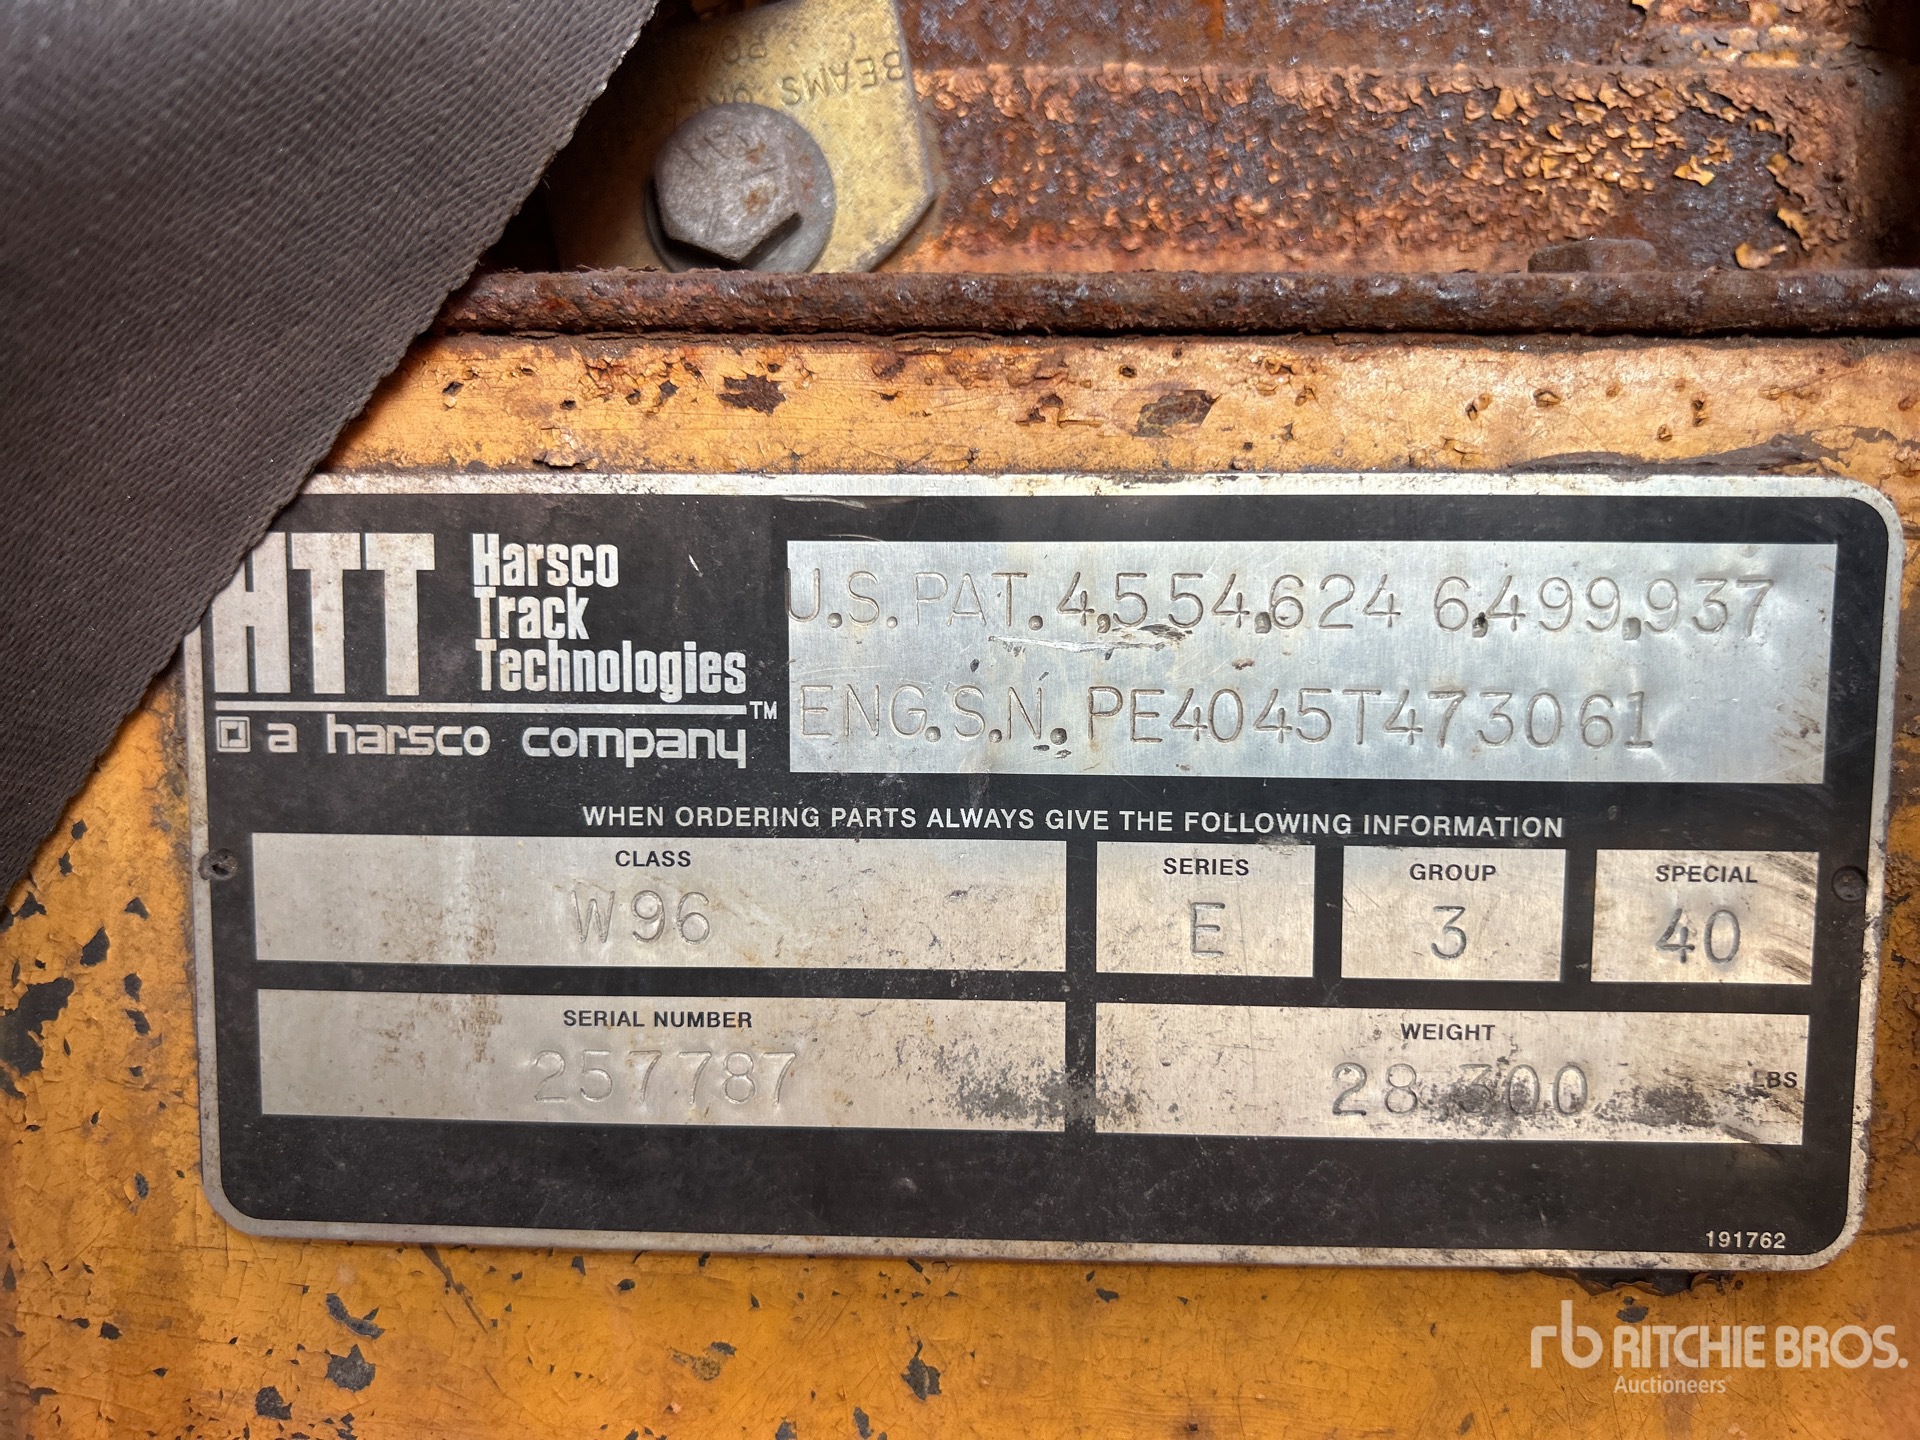 BEAMS
HTT Harsco
Track
Technologies
TM
a harsco company
U.S.PAT.4,554,624 6,499,937
ENG.S.N. PE4045T473061
WHEN ORDERING PARTS ALWAYS GIVE THE FOLLOWING INFORMATION
CLASS SERIES GROUP SPECIAL
W96 E 3 40
SERIAL NUMBER WEIGHT
257787 28,300 LBS
191762
rb RITCHIE BROS.
Auctioneers